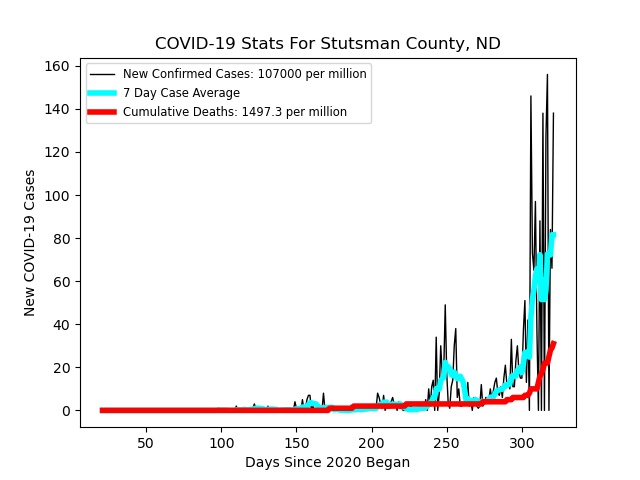 COVID-19 Stats For Stutsman County, ND
New Confirmed Cases: 107000 per million
7 Day Case Average
Cumulative Deaths: 1497.3 per million
New COVID-19 Cases
160
140
120
100
80
60
40
20
0
50 100 150 200 250 300
Days Since 2020 Began